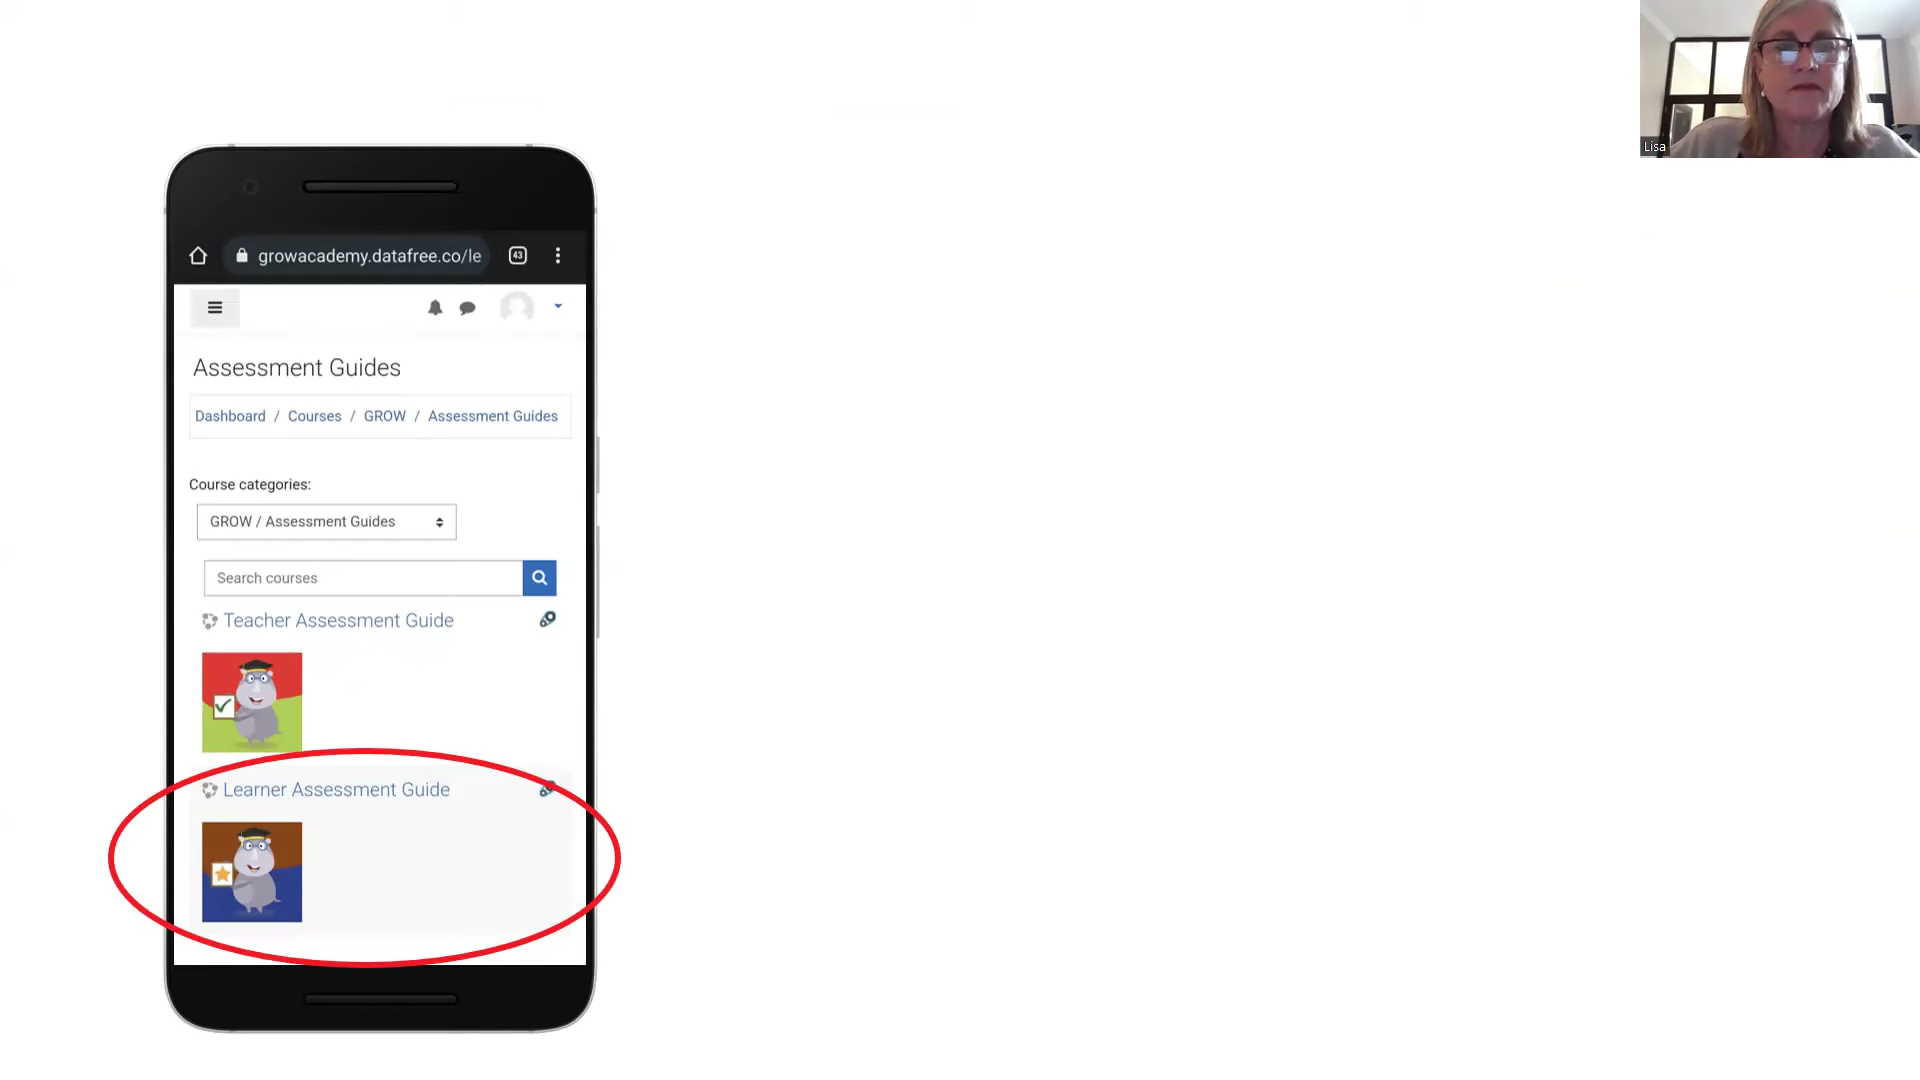 Lisa
growacademy.datafree.co/le
43
Assessment Guides
Dashboard / Courses / GROW / Assessment Guides
Course categories:
GROW / Assessment Guides
Search courses
Teacher Assessment Guide
Learner Assessment Guide